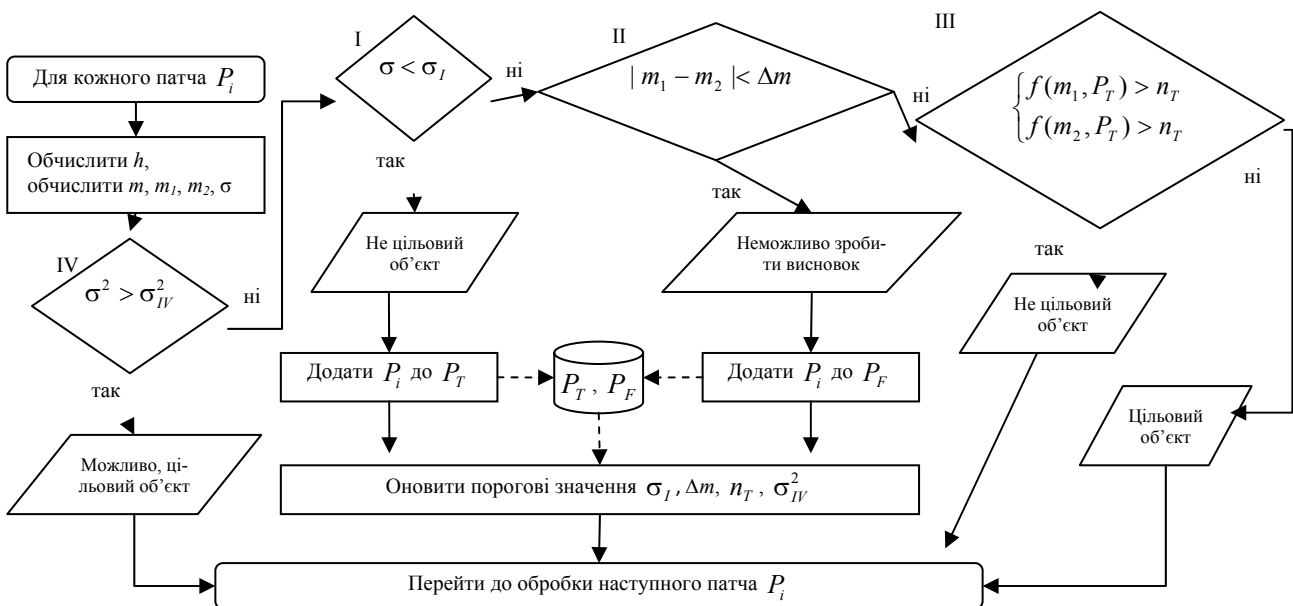 Для кожного патча P_i
Обчислити h,
обчислити m, m_1, m_2, σ
IV
σ² > σ²_IV
ні
так
Можливо, ці-
льовий об’єкт
I
σ < σ_I
ні
так
Не цільовий
об’єкт
Додати P_i до P_T
P_T , P_F
II
| m_1 − m_2 |< Δm
ні
так
Неможливо зроби-
ти висновок
Додати P_i до P_F
III
{ f(m_1, P_T) > n_T
f(m_2, P_T) > n_T
ні
так
Не цільовий
об’єкт
Цільовий
об’єкт
Оновити порогові значення σ_I , Δm, n_T , σ²_IV
Перейти до обробки наступного патча P_i